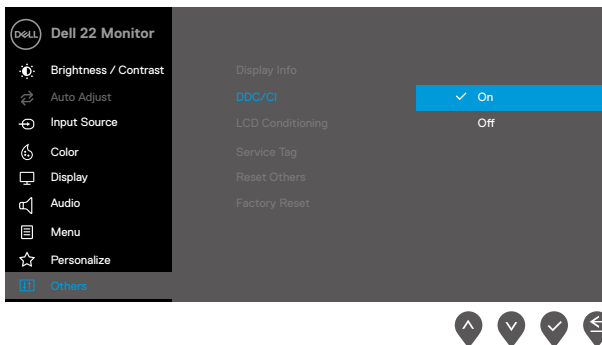 DELL Dell 22 Monitor
Brightness / Contrast
Display Info
Auto Adjust
DDC/CI
On
Input Source
LCD Conditioning
Off
Color
Service Tag
Display
Reset Others
Audio
Factory Reset
Menu
Personalize
Others